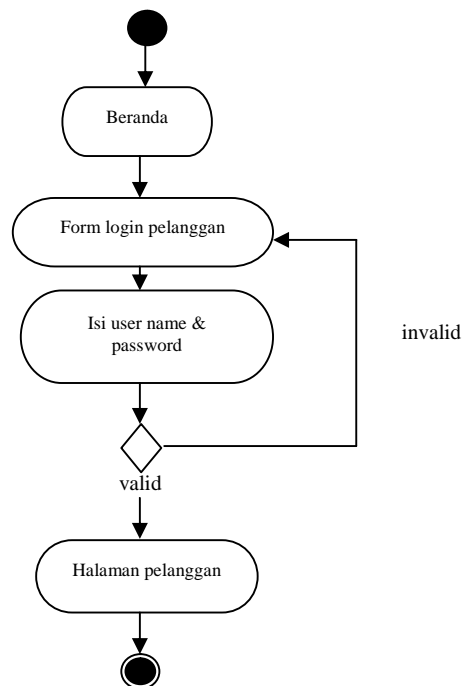 Beranda
Form login pelanggan
Isi user name &
password
invalid
valid
Halaman pelanggan